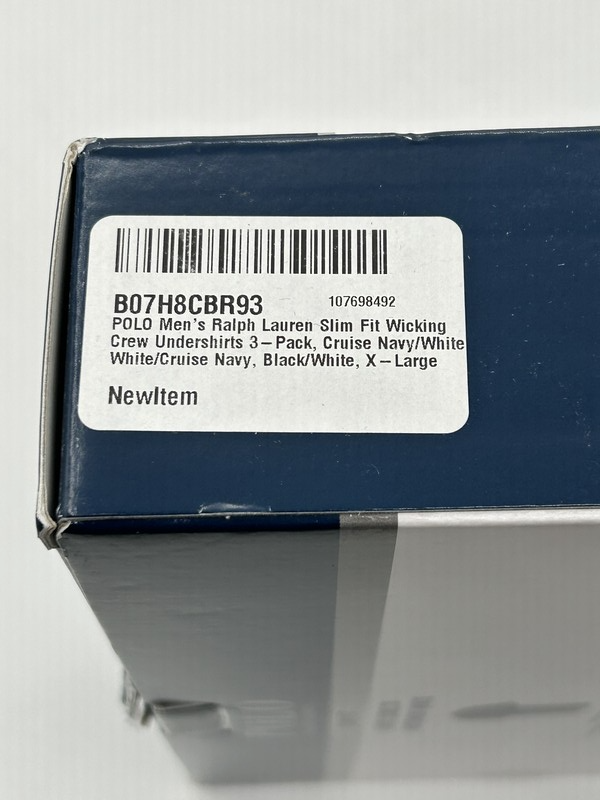 B07H8CBR93 107698492
POLO Men's Ralph Lauren Slim Fit Wicking
Crew Undershirts 3-Pack, Cruise Navy/White
White/Cruise Navy, Black/White, X-Large
NewItem